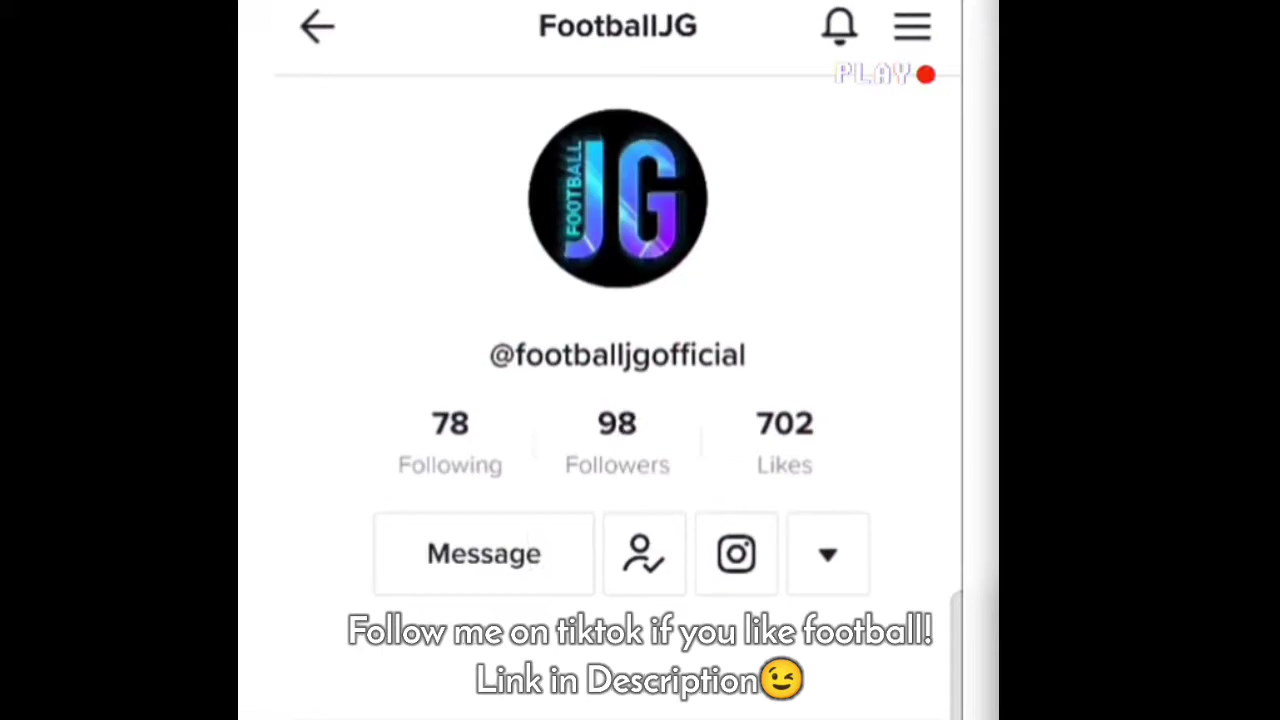 FootballJG
PLAY
FOOTBALL
JG
@footballjgofficial
78 98 702
Following Followers Likes
Message
Follow me on tiktok if you like football!
Link in Description😉